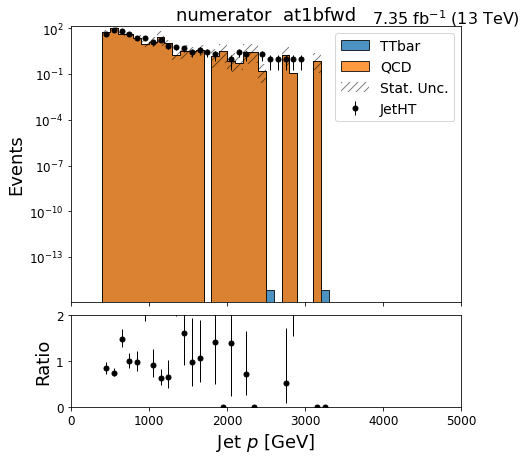 numerator at1bfwd
7.35 fb⁻¹ (13 TeV)
TTbar
QCD
Stat. Unc.
JetHT
Events
10²
10⁻¹
10⁻⁴
10⁻⁷
10⁻¹⁰
10⁻¹³
Ratio
2
1
0
0 1000 2000 3000 4000 5000
Jet p [GeV]